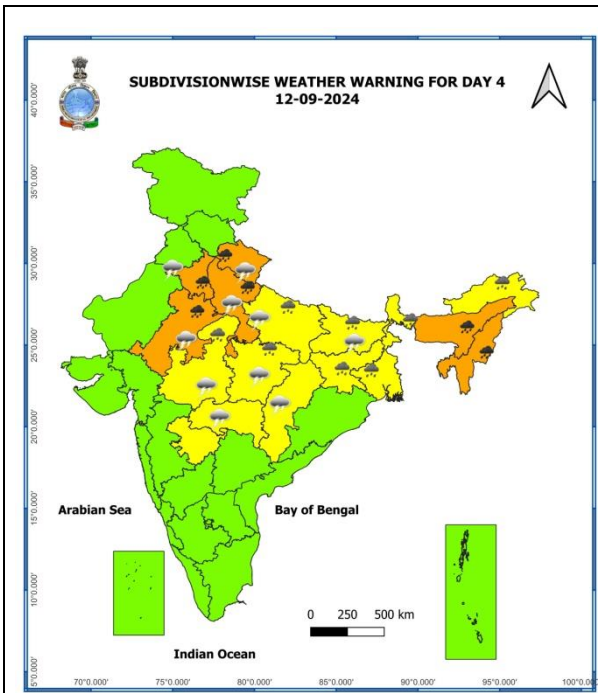 SUBDIVISIONWISE WEATHER WARNING FOR DAY 4
12-09-2024
40°0.000'
35°0.000'
30°0.000'
25°0.000'
20°0.000'
15°0.000'
10°0.000'
5°0.000'
Arabian Sea
Bay of Bengal
0 250 500 km
Indian Ocean
70°0.000' 75°0.000' 80°0.000' 85°0.000' 90°0.000' 95°0.000' 100°0.000'